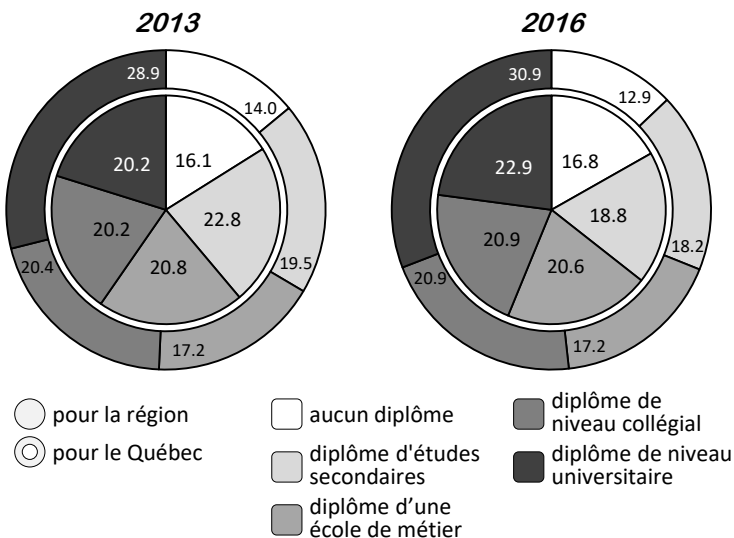 2013
28.9
14.0
20.2
16.1
20.2
22.8
20.8
20.4
19.5
17.2
2016
30.9
12.9
22.9
16.8
20.9
18.8
20.6
20.9
18.2
17.2
pour la région
pour le Québec
aucun diplôme
diplôme d'études
secondaires
diplôme d’une
école de métier
diplôme de
niveau collégial
diplôme de niveau
universitaire